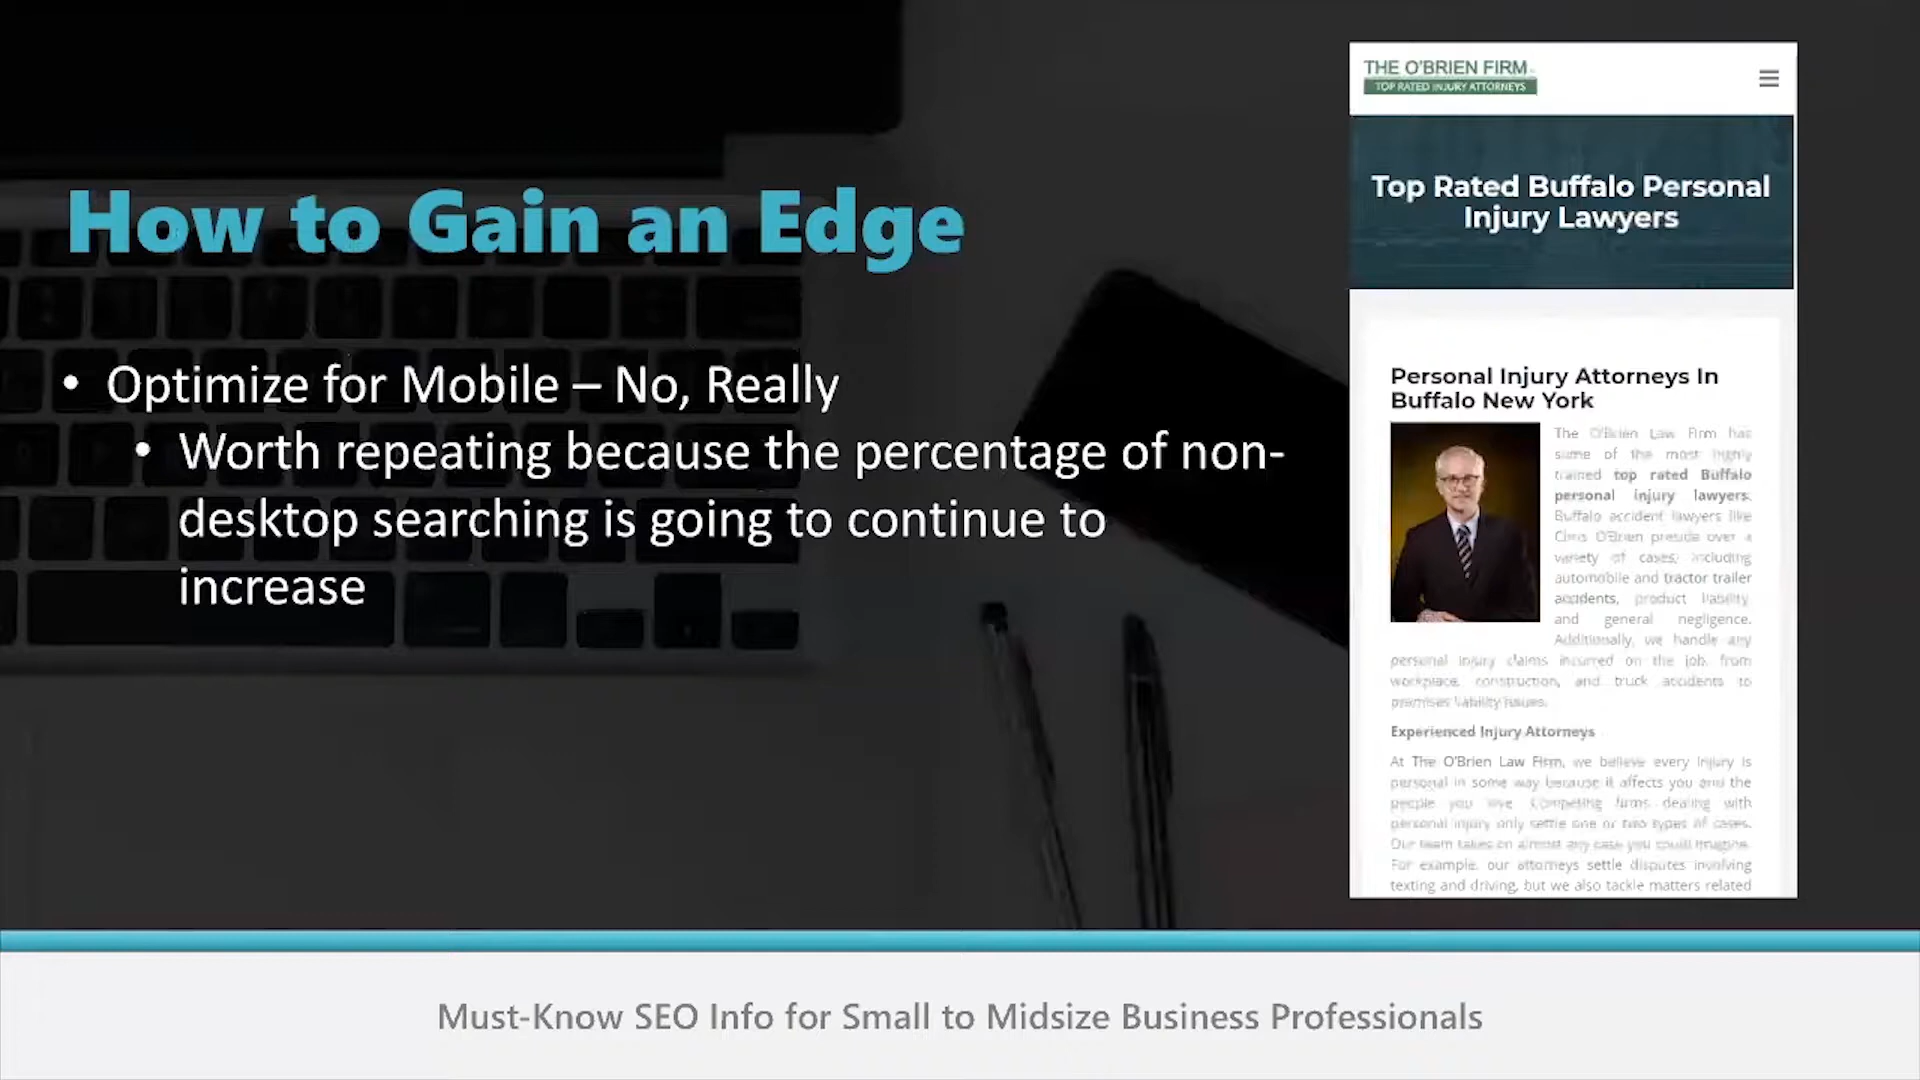 How to Gain an Edge
• Optimize for Mobile – No, Really
• Worth repeating because the percentage of non-
desktop searching is going to continue to
increase
THE O'BRIEN FIRM
TOP RATED INJURY ATTORNEYS
Top Rated Buffalo Personal
Injury Lawyers
Personal Injury Attorneys In
Buffalo New York
The O'Brien Law Firm has
some of the most highly
trained top rated Buffalo
personal injury lawyers.
Buffalo accident lawyers like
Chris O'Brien preside over a
variety of cases, including
automobile and tractor trailer
accidents, product liability,
and general negligence.
Additionally, we handle any
personal injury claims incurred on the job, from
workplace, construction, and truck accidents to
premises liability issues.
Experienced Injury Attorneys
At The O'Brien Law Firm, we believe every injury is
personal in some way because it affects you and the
people you love. Competing firms dealing with
personal injury only settle one or two types of cases.
Our team takes on almost any case you could imagine.
For example, our attorneys settle disputes involving
texting and driving, but we also tackle matters related
Must-Know SEO Info for Small to Midsize Business Professionals